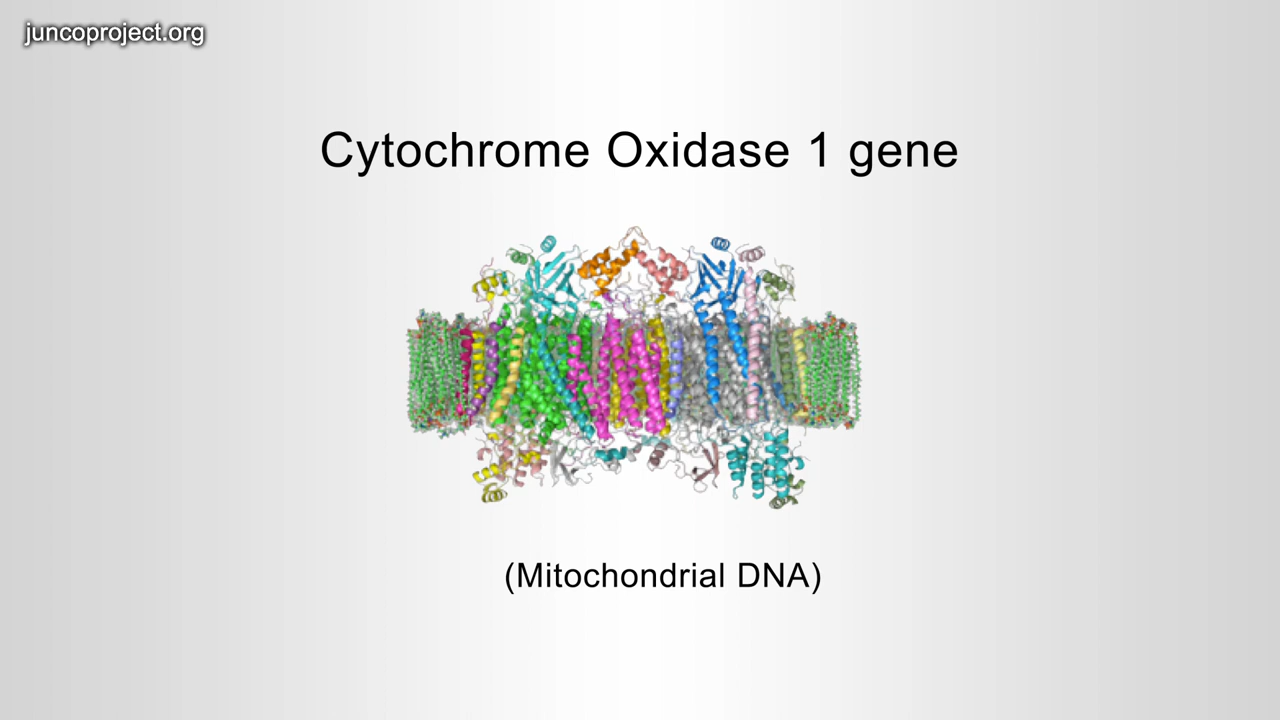 juncoproject.org
Cytochrome Oxidase 1 gene
(Mitochondrial DNA)